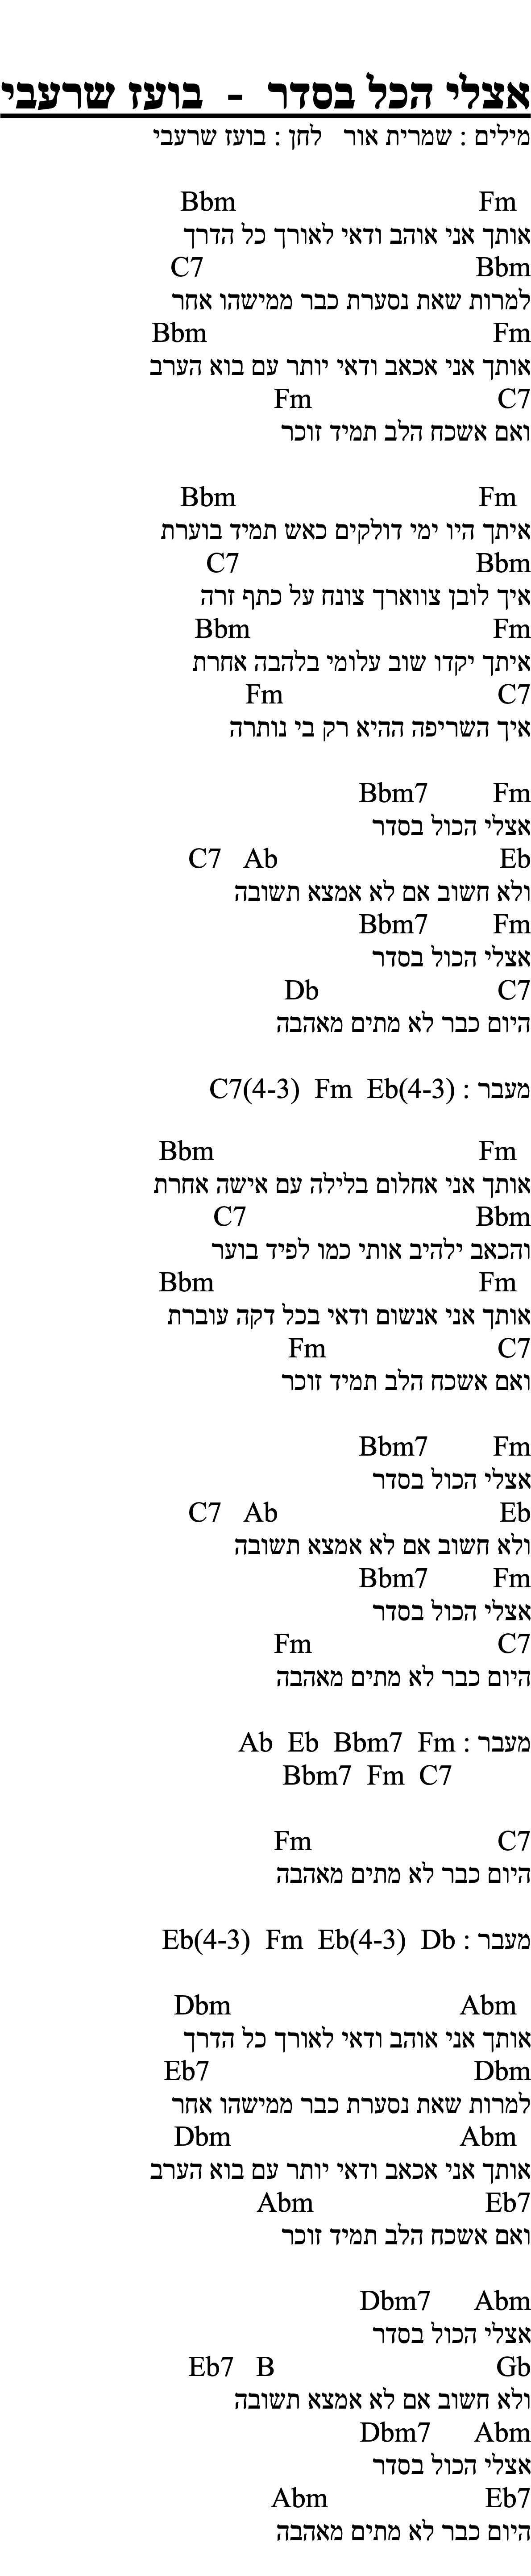 אצלי הכל בסדר - בועז שרעבי
מילים : שמרית אור לחן : בועז שרעבי
Fm Bbm
אותך אני אוהב ודאי לאורך כל הדרך
Bbm C7
למרות שאת נסערת כבר ממישהו אחר
Fm Bbm
אותך אני אכאב ודאי יותר עם בוא הערב
C7 Fm
ואם אשכח הלב תמיד זוכר
Fm Bbm
איתך היו ימי דולקים כאש תמיד בוערת
Bbm C7
איך לובן צווארך צונח על כתף זרה
Fm Bbm
איתך יקדו שוב עלומי בלהבה אחרת
C7 Fm
איך השריפה ההיא רק בי נותרה
Fm Bbm7
אצלי הכול בסדר
Eb Ab C7
ולא חשוב אם לא אמצא תשובה
Fm Bbm7
אצלי הכול בסדר
C7 Db
היום כבר לא מתים מאהבה
מעבר : Eb(4-3) Fm C7(4-3)
Fm Bbm
אותך אני אחלום בלילה עם אישה אחרת
Bbm C7
והכאב ילהיב אותי כמו לפיד בוער
Fm Bbm
אותך אני אנשום ודאי בכל דקה עוברת
C7 Fm
ואם אשכח הלב תמיד זוכר
Fm Bbm7
אצלי הכול בסדר
Eb Ab C7
ולא חשוב אם לא אמצא תשובה
Fm Bbm7
אצלי הכול בסדר
C7 Fm
היום כבר לא מתים מאהבה
מעבר : Fm Bbm7 Eb Ab
C7 Fm Bbm7
C7 Fm
היום כבר לא מתים מאהבה
מעבר : Db Eb(4-3) Fm Eb(4-3)
Abm Dbm
אותך אני אוהב ודאי לאורך כל הדרך
Dbm Eb7
למרות שאת נסערת כבר ממישהו אחר
Abm Dbm
אותך אני אכאב ודאי יותר עם בוא הערב
Eb7 Abm
ואם אשכח הלב תמיד זוכר
Abm Dbm7
אצלי הכול בסדר
Gb B Eb7
ולא חשוב אם לא אמצא תשובה
Abm Dbm7
אצלי הכול בסדר
Eb7 Abm
היום כבר לא מתים מאהבה